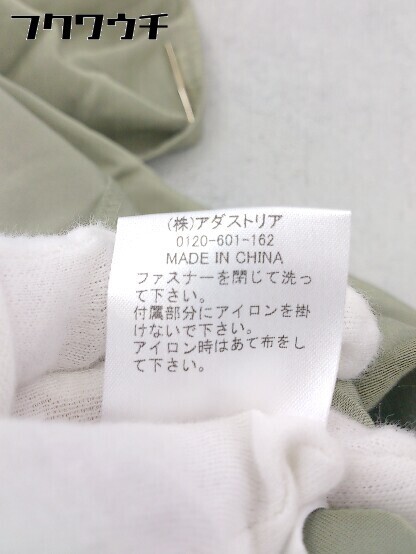 フクワウチ
(株)アダストリア
0120-601-162
MADE IN CHINA
ファスナーを閉じて洗っ
て下さい。
付属部分にアイロンを掛
けないで下さい。
アイロン時はあて布をし
て下さい。